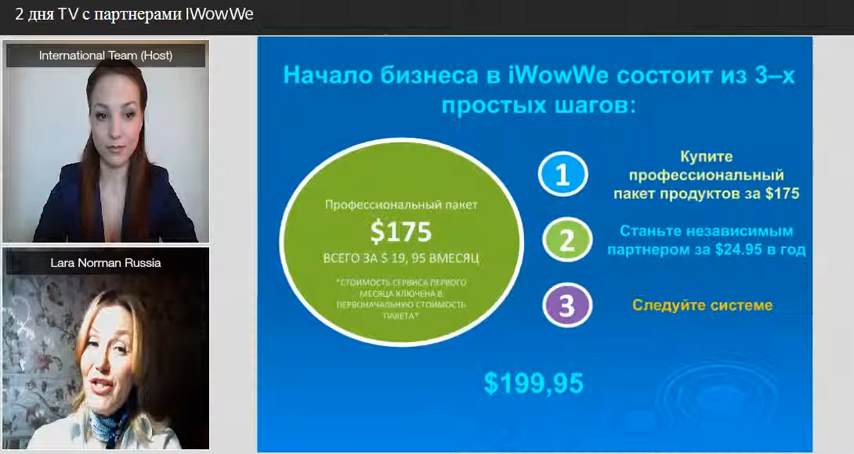 2 дня TV с партнерами IWowWe
International Team (Host)
Lara Norman Russia
Начало бизнеса в iWowWe состоит из 3–х
простых шагов:
Профессиональный пакет
$175
ВСЕГО ЗА $ 19, 95 ВМЕСЯЦ
*СТОИМОСТЬ СЕРВИСА ПЕРВОГО
МЕСЯЦА КЛЮЧЕНА В
ПЕРВОНАЧАЛЬНУЮ СТОИМОСТЬ
ПАКЕТА*
1
Купите
профессиональный
пакет продуктов за $175
2
Станьте независимым
партнером за $24.95 в год
3
Следуйте системе
$199,95